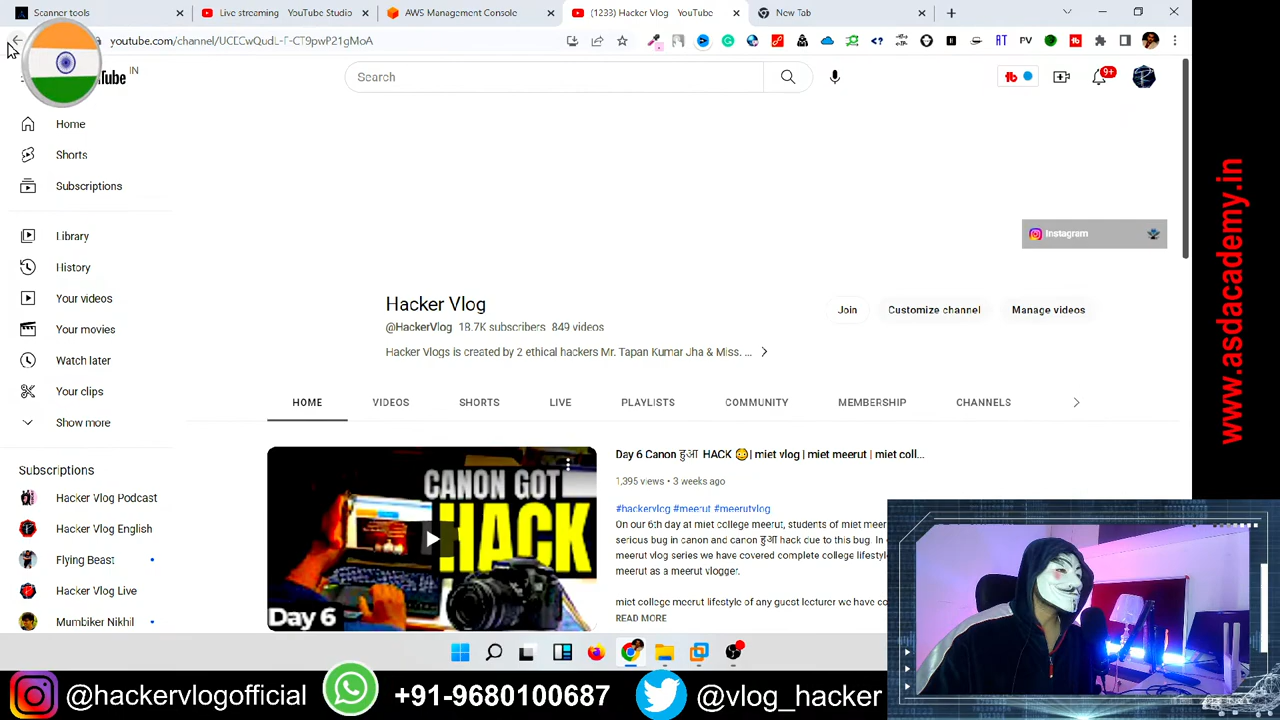 Scanner tools
Live streaming - YouTube Studio
AWS Management Console
(1233) Hacker Vlog - YouTube
New Tab
youtube.com/channel/UCECwQudL-F-CT9pwP21gMoA
IN
Search
9+
Home
Shorts
Subscriptions
Library
History
Your videos
Your movies
Watch later
Your clips
Show more
Subscriptions
Hacker Vlog Podcast
Hacker Vlog English
Flying Beast
Hacker Vlog Live
Mumbiker Nikhil
Instagram
Hacker Vlog
@HackerVlog 18.7K subscribers 849 videos
Hacker Vlogs is created by 2 ethical hackers Mr. Tapan Kumar Jha & Miss. ...
Join
Customize channel
Manage videos
HOME
VIDEOS
SHORTS
LIVE
PLAYLISTS
COMMUNITY
MEMBERSHIP
CHANNELS
CANON GOT
HACK
Day 6
Day 6 Canon हुआ HACK 😳| miet vlog | miet meerut | miet coll...
1,395 views • 3 weeks ago
#hackervlog #meerut #meerutvlog
On our 6th day at miet college meerut, students of miet meer
serious bug in canon and canon हुआ hack due to this bug. In
meerut vlog series we have covered complete college lifestyl
meerut as a meerut vlogger.
miet college meerut lifestyle of any guest lecturer we have co
READ MORE
www.asdacademy.in
@hackervlogofficial
+91-9680100687
@vlog_hacker